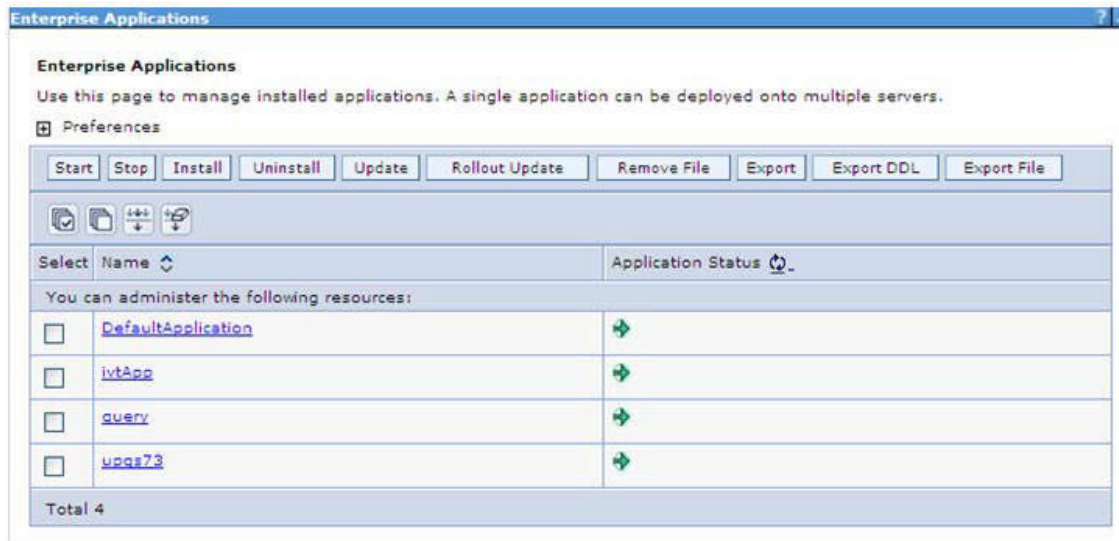 Enterprise Applications ?
Enterprise Applications
Use this page to manage installed applications. A single application can be deployed onto multiple servers.
Preferences
Start Stop Install Uninstall Update Rollout Update Remove File Export Export DDL Export File
Select Name Application Status
You can administer the following resources:
DefaultApplication
ivtApp
query
upgs73
Total 4